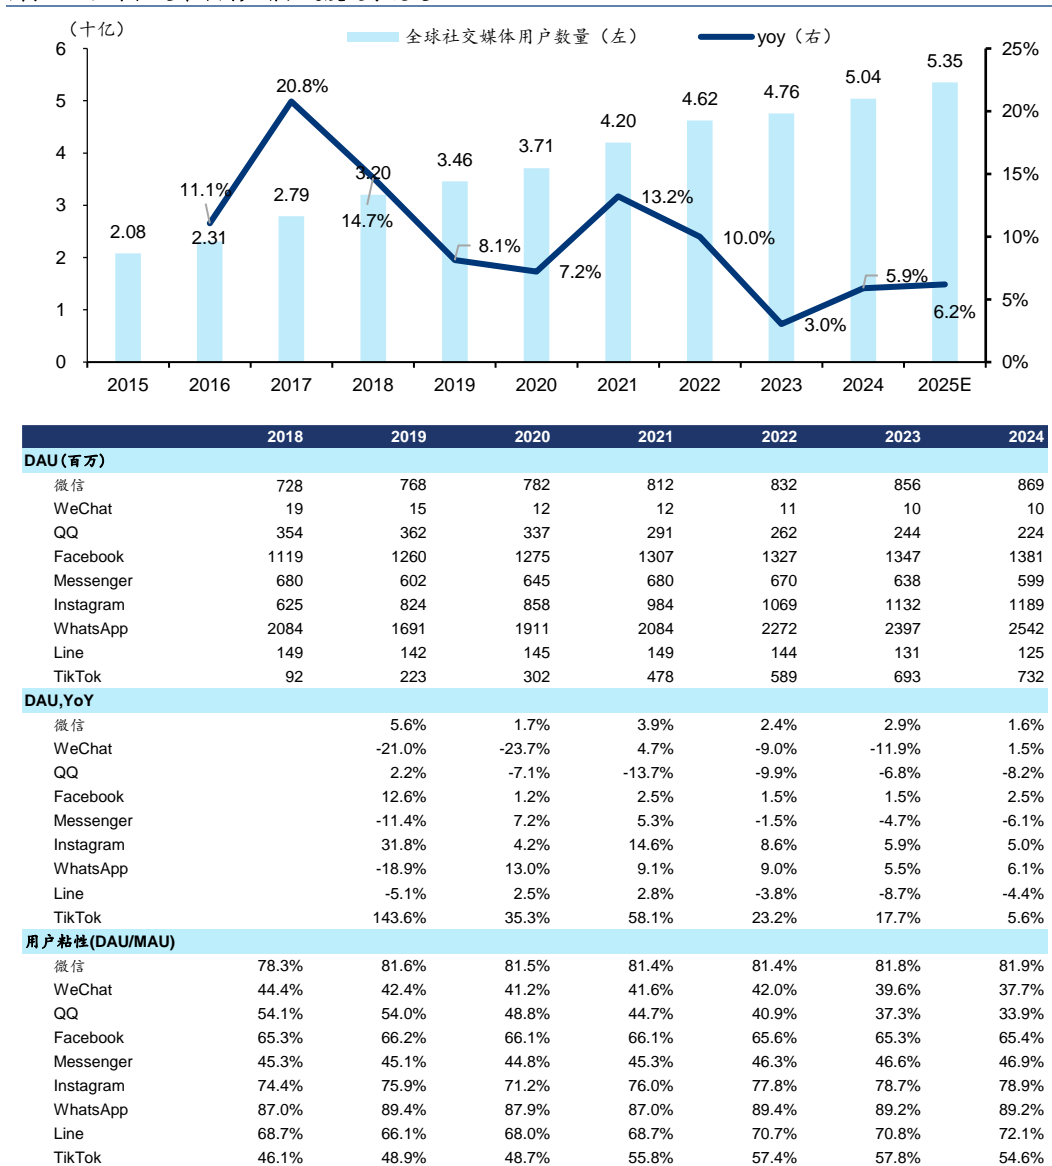 （十亿）
全球社交媒体用户数量（左） yoy（右）
6 5 4 3 2 1 0
25% 20% 15% 10% 5% 0%
2.08 2.31 2.79 3.20 3.46 3.71 4.20 4.62 4.76 5.04 5.35
11.1% 20.8% 14.7% 8.1% 7.2% 13.2% 10.0% 3.0% 5.9% 6.2%
2015 2016 2017 2018 2019 2020 2021 2022 2023 2024 2025E
2018 2019 2020 2021 2022 2023 2024
DAU(百万)
微信 728 768 782 812 832 856 869
WeChat 19 15 12 12 11 10 10
QQ 354 362 337 291 262 244 224
Facebook 1119 1260 1275 1307 1327 1347 1381
Messenger 680 602 645 680 670 638 599
Instagram 625 824 858 984 1069 1132 1189
WhatsApp 2084 1691 1911 2084 2272 2397 2542
Line 149 142 145 149 144 131 125
TikTok 92 223 302 478 589 693 732
DAU,YoY
微信 5.6% 1.7% 3.9% 2.4% 2.9% 1.6%
WeChat -21.0% -23.7% 4.7% -9.0% -11.9% 1.5%
QQ 2.2% -7.1% -13.7% -9.9% -6.8% -8.2%
Facebook 12.6% 1.2% 2.5% 1.5% 1.5% 2.5%
Messenger -11.4% 7.2% 5.3% -1.5% -4.7% -6.1%
Instagram 31.8% 4.2% 14.6% 8.6% 5.9% 5.0%
WhatsApp -18.9% 13.0% 9.1% 9.0% 5.5% 6.1%
Line -5.1% 2.5% 2.8% -3.8% -8.7% -4.4%
TikTok 143.6% 35.3% 58.1% 23.2% 17.7% 5.6%
用户粘性(DAU/MAU)
微信 78.3% 81.6% 81.5% 81.4% 81.4% 81.8% 81.9%
WeChat 44.4% 42.4% 41.2% 41.6% 42.0% 39.6% 37.7%
QQ 54.1% 54.0% 48.8% 44.7% 40.9% 37.3% 33.9%
Facebook 65.3% 66.2% 66.1% 66.1% 65.6% 65.3% 65.4%
Messenger 45.3% 45.1% 44.8% 45.3% 46.3% 46.6% 46.9%
Instagram 74.4% 75.9% 71.2% 76.0% 77.8% 78.7% 78.9%
WhatsApp 87.0% 89.4% 87.9% 87.0% 89.4% 89.2% 89.2%
Line 68.7% 66.1% 68.0% 68.7% 70.7% 70.8% 72.1%
TikTok 46.1% 48.9% 48.7% 55.8% 57.4% 57.8% 54.6%